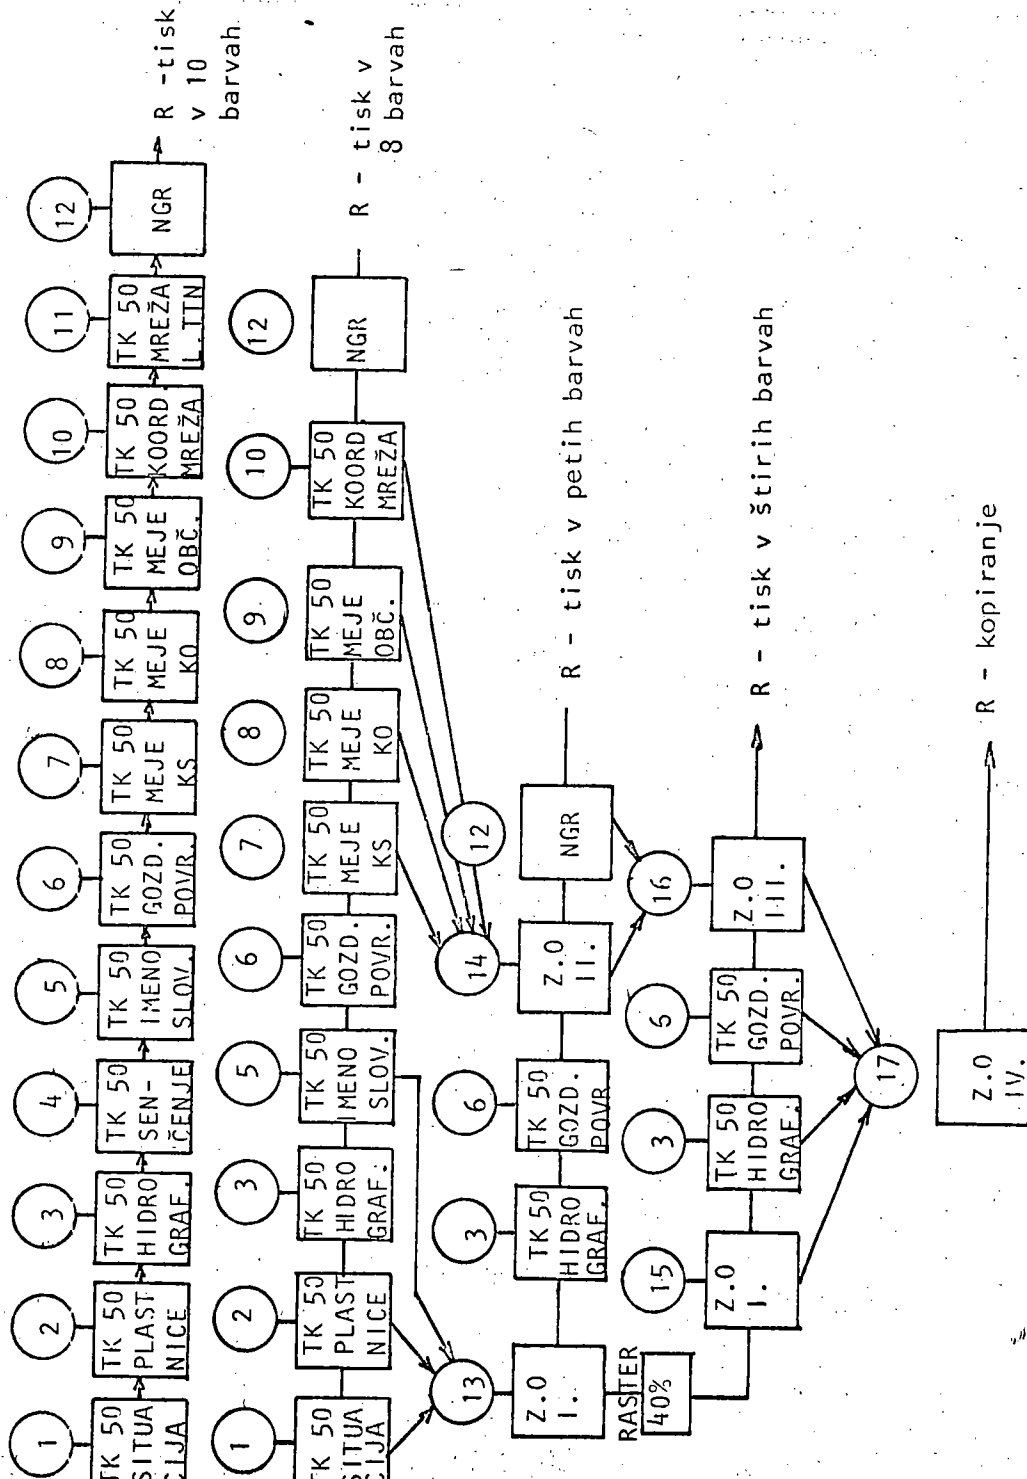 1
TK 50
SITUA
CIJA
2
TK 50
PLAST
NICE
3
TK 50
HIDRO
GRAF.
4
TK 50
SEN-
ČENJE
5
TK 50
IMENO
SLOV.
6
TK 50
GOZD.
POVR.
7
TK 50
MEJE
KS
8
TK 50
MEJE
KO
9
TK 50
MEJE
OBČ.
10
TK 50
KOORD.
MREŽA
11
TK 50
MREŽA
L.TTN
12
NGR
R -tisk
v 10
barvah
1
TK 50
SITUA
CIJA
2
TK 50
PLAST
NICE
3
TK 50
HIDRO
GRAF.
5
TK 50
IMENO
SLOV.
6
TK 50
GOZD.
POVR.
7
TK 50
MEJE
KS
8
TK 50
MEJE
KO
9
TK 50
MEJE
OBČ.
10
TK 50
KOORD
MREŽA
12
NGR
R - tisk v
8 barvah
13
14
12
Z.O
I.
3
TK 50
HIDRO
GRAF.
6
TK 50
GOZD.
POVR
Z.O
II.
NGR
R - tisk v petih barvah
RASTER
40%
15
Z.O
I.
3
TK 50
HIDRO
GRAF.
6
TK 50
GOZD.
POVR.
16
Z.O
III.
R - tisk v štirih barvah
17
Z.O
IV.
R - kopiranje